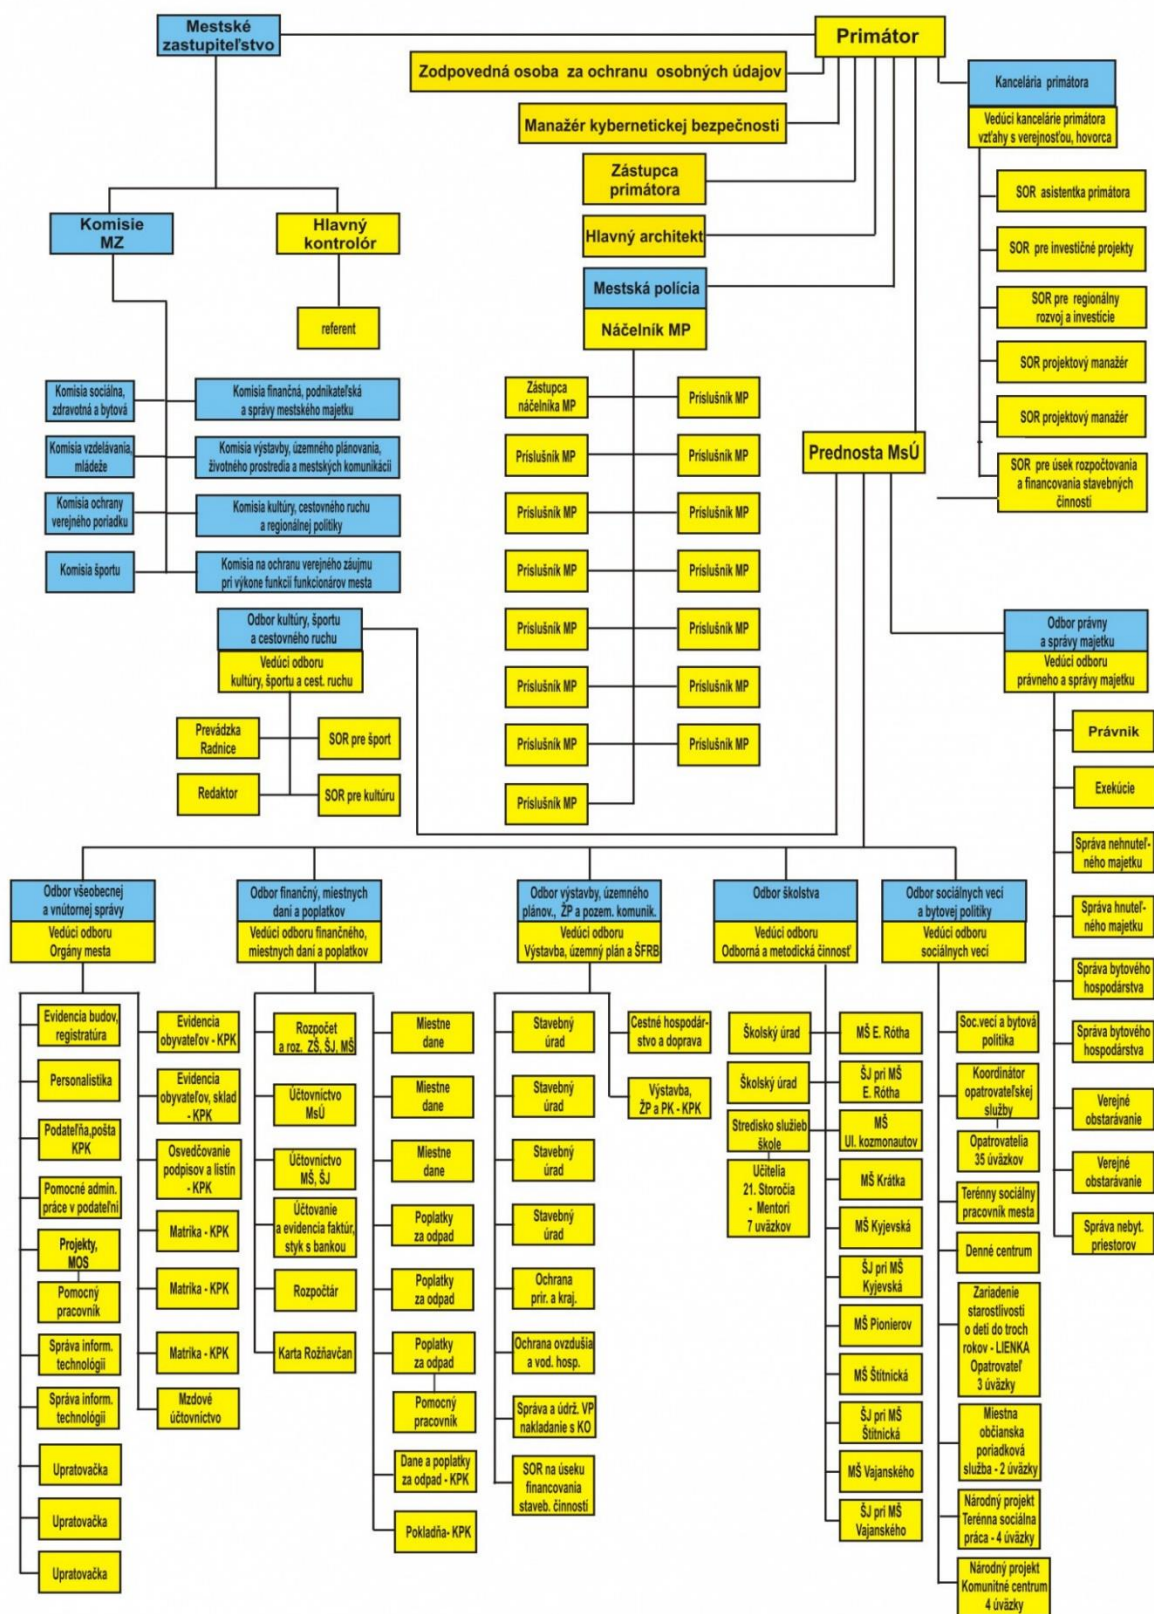 Mestské
zastupiteľstvo
Primátor
Zodpovedná osoba za ochranu osobných údajov
Manažér kybernetickej bezpečnosti
Zástupca
primátora
Hlavný architekt
Kancelária primátora
Vedúci kancelárie primátora
vzťahy s verejnosťou, hovorca
SOR asistentka primátora
SOR pre investičné projekty
SOR pre regionálny
rozvoj a investície
SOR projektový manažér
SOR projektový manažér
SOR pre úsek rozpočtovania
a financovania stavebných
činností
Komisie
MZ
Hlavný
kontrolór
referent
Komisia sociálna,
zdravotná a bytová
Komisia finančná, podnikateľská
a správy mestského majetku
Komisia vzdelávania,
mládeže
Komisia výstavby, územného plánovania,
životného prostredia a mestských komunikácii
Komisia ochrany
verejného poriadku
Komisia kultúry, cestovného ruchu
a regionálnej politiky
Komisia športu
Komisia na ochranu verejného záujmu
pri výkone funkcií funkcionárov mesta
Mestská polícia
Náčelník MP
Zástupca
náčelníka MP
Príslušník MP
Príslušník MP
Príslušník MP
Príslušník MP
Príslušník MP
Príslušník MP
Príslušník MP
Príslušník MP
Príslušník MP
Príslušník MP
Príslušník MP
Príslušník MP
Príslušník MP
Príslušník MP
Prednosta MsÚ
Odbor kultúry, športu
a cestovného ruchu
Vedúci odboru
kultúry, športu a cest. ruchu
Prevádzka
Radnice
SOR pre šport
Redaktor
SOR pre kultúru
Odbor právny
a správy majetku
Vedúci odboru
právneho a správy majetku
Právnik
Exekúcie
Správa nehnuteľ-
ného majetku
Správa hnuteľ-
ného majetku
Správa bytového
hospodárstva
Správa bytového
hospodárstva
Verejné
obstarávanie
Verejné
obstarávanie
Správa nebyt.
priestorov
Odbor všeobecnej
a vnútornej správy
Vedúci odboru
Orgány mesta
Evidencia budov,
registratúra
Personalistika
Podateľňa,pošta
KPK
Pomocné admin.
práce v podateľni
Projekty,
MOS
Pomocný
pracovník
Správa inform.
technológií
Správa inform.
technológií
Upratovačka
Upratovačka
Upratovačka
Evidencia
obyvateľov - KPK
Evidencia
obyvateľov, sklad
- KPK
Osvedčovanie
podpisov a listín
- KPK
Matrika - KPK
Matrika - KPK
Matrika - KPK
Mzdové
účtovníctvo
Odbor finančný, miestnych
daní a poplatkov
Vedúci odboru finančného,
miestnych daní a poplatkov
Rozpočet
a roz. ZŠ, ŠJ, MŠ
Účtovníctvo
MsÚ
Účtovníctvo
MŠ, ŠJ
Účtovanie
a evidencia faktúr,
styk s bankou
Rozpočtár
Karta Rožňavčan
Miestne
dane
Miestne
dane
Miestne
dane
Poplatky
za odpad
Poplatky
za odpad
Poplatky
za odpad
Pomocný
pracovník
Dane a poplatky
za odpad - KPK
Pokladňa- KPK
Odbor výstavby, územného
plánov., ŽP a pozem. komunik.
Vedúci odboru
Výstavba, územný plán a ŠFRB
Stavebný
úrad
Stavebný
úrad
Stavebný
úrad
Stavebný
úrad
Ochrana
prír. a kraj.
Ochrana ovzdušia
a vod. hosp.
Správa a údrž. VP
nakladanie s KO
SOR na úseku
financovania
staveb. činností
Cestné hospodár-
stvo a doprava
Výstavba,
ŽP a PK - KPK
Odbor školstva
Vedúci odboru
Odborná a metodická činnosť
Školský úrad
Školský úrad
Stredisko služieb
škole
Učitelia
21. Storočia
- Mentori
7 uväzkov
MŠ E. Rótha
ŠJ pri MŠ
E. Rótha
MŠ
Ul. kozmonautov
MŠ Krátka
MŠ Kyjevská
ŠJ pri MŠ
Kyjevská
MŠ Pionierov
MŠ Štítnická
ŠJ pri MŠ
Štítnická
MŠ Vajanského
ŠJ pri MŠ
Vajanského
Odbor sociálnych vecí
a bytovej politiky
Vedúci odboru
sociálnych vecí
Soc.vecí a bytová
politika
Koordinátor
opatrovateľskej
služby
Opatrovatelia
35 úväzkov
Terénny sociálny
pracovník mesta
Denné centrum
Zariadenie
starostlivosti
o deti do troch
rokov - LIENKA
Opatrovateľ
3 úväzky
Miestna
občianska
poriadková
služba - 2 úväzky
Národný projekt
Terénna sociálna
práca - 4 úväzky
Národný projekt
Komunitné centrum
4 úväzky